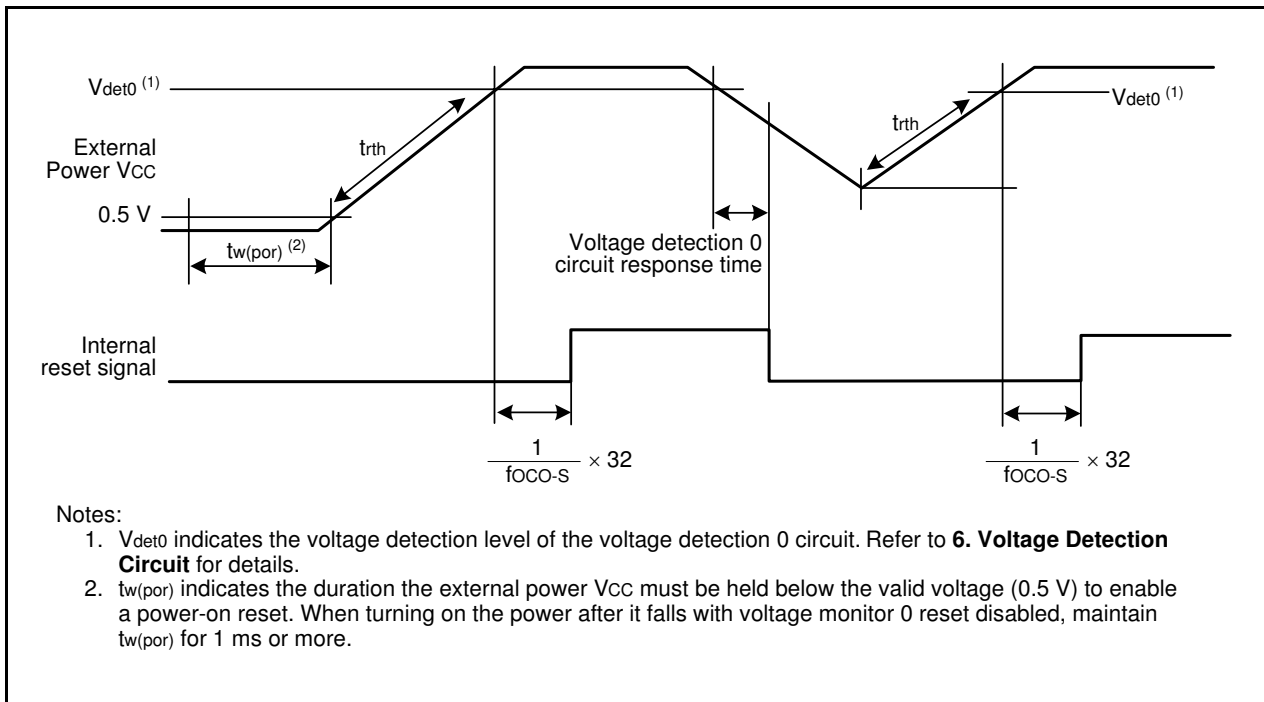 Vdet0 (1)
Vdet0 (1)
trth
trth
External
Power VCC
0.5 V
tw(por) (2)
Voltage detection 0
circuit response time
Internal
reset signal
1
fOCO-S
× 32
1
fOCO-S
× 32
Notes:
1. Vdet0 indicates the voltage detection level of the voltage detection 0 circuit. Refer to 6. Voltage Detection
Circuit for details.
2. tw(por) indicates the duration the external power VCC must be held below the valid voltage (0.5 V) to enable
a power-on reset. When turning on the power after it falls with voltage monitor 0 reset disabled, maintain
tw(por) for 1 ms or more.